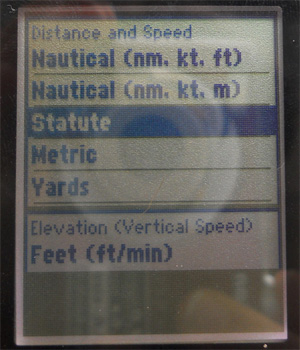 Distance and Speed
Nautical (nm, kt, ft)
Nautical (nm, kt, m)
Statute
Metric
Yards
Elevation (Vertical Speed)
Feet (ft/min)